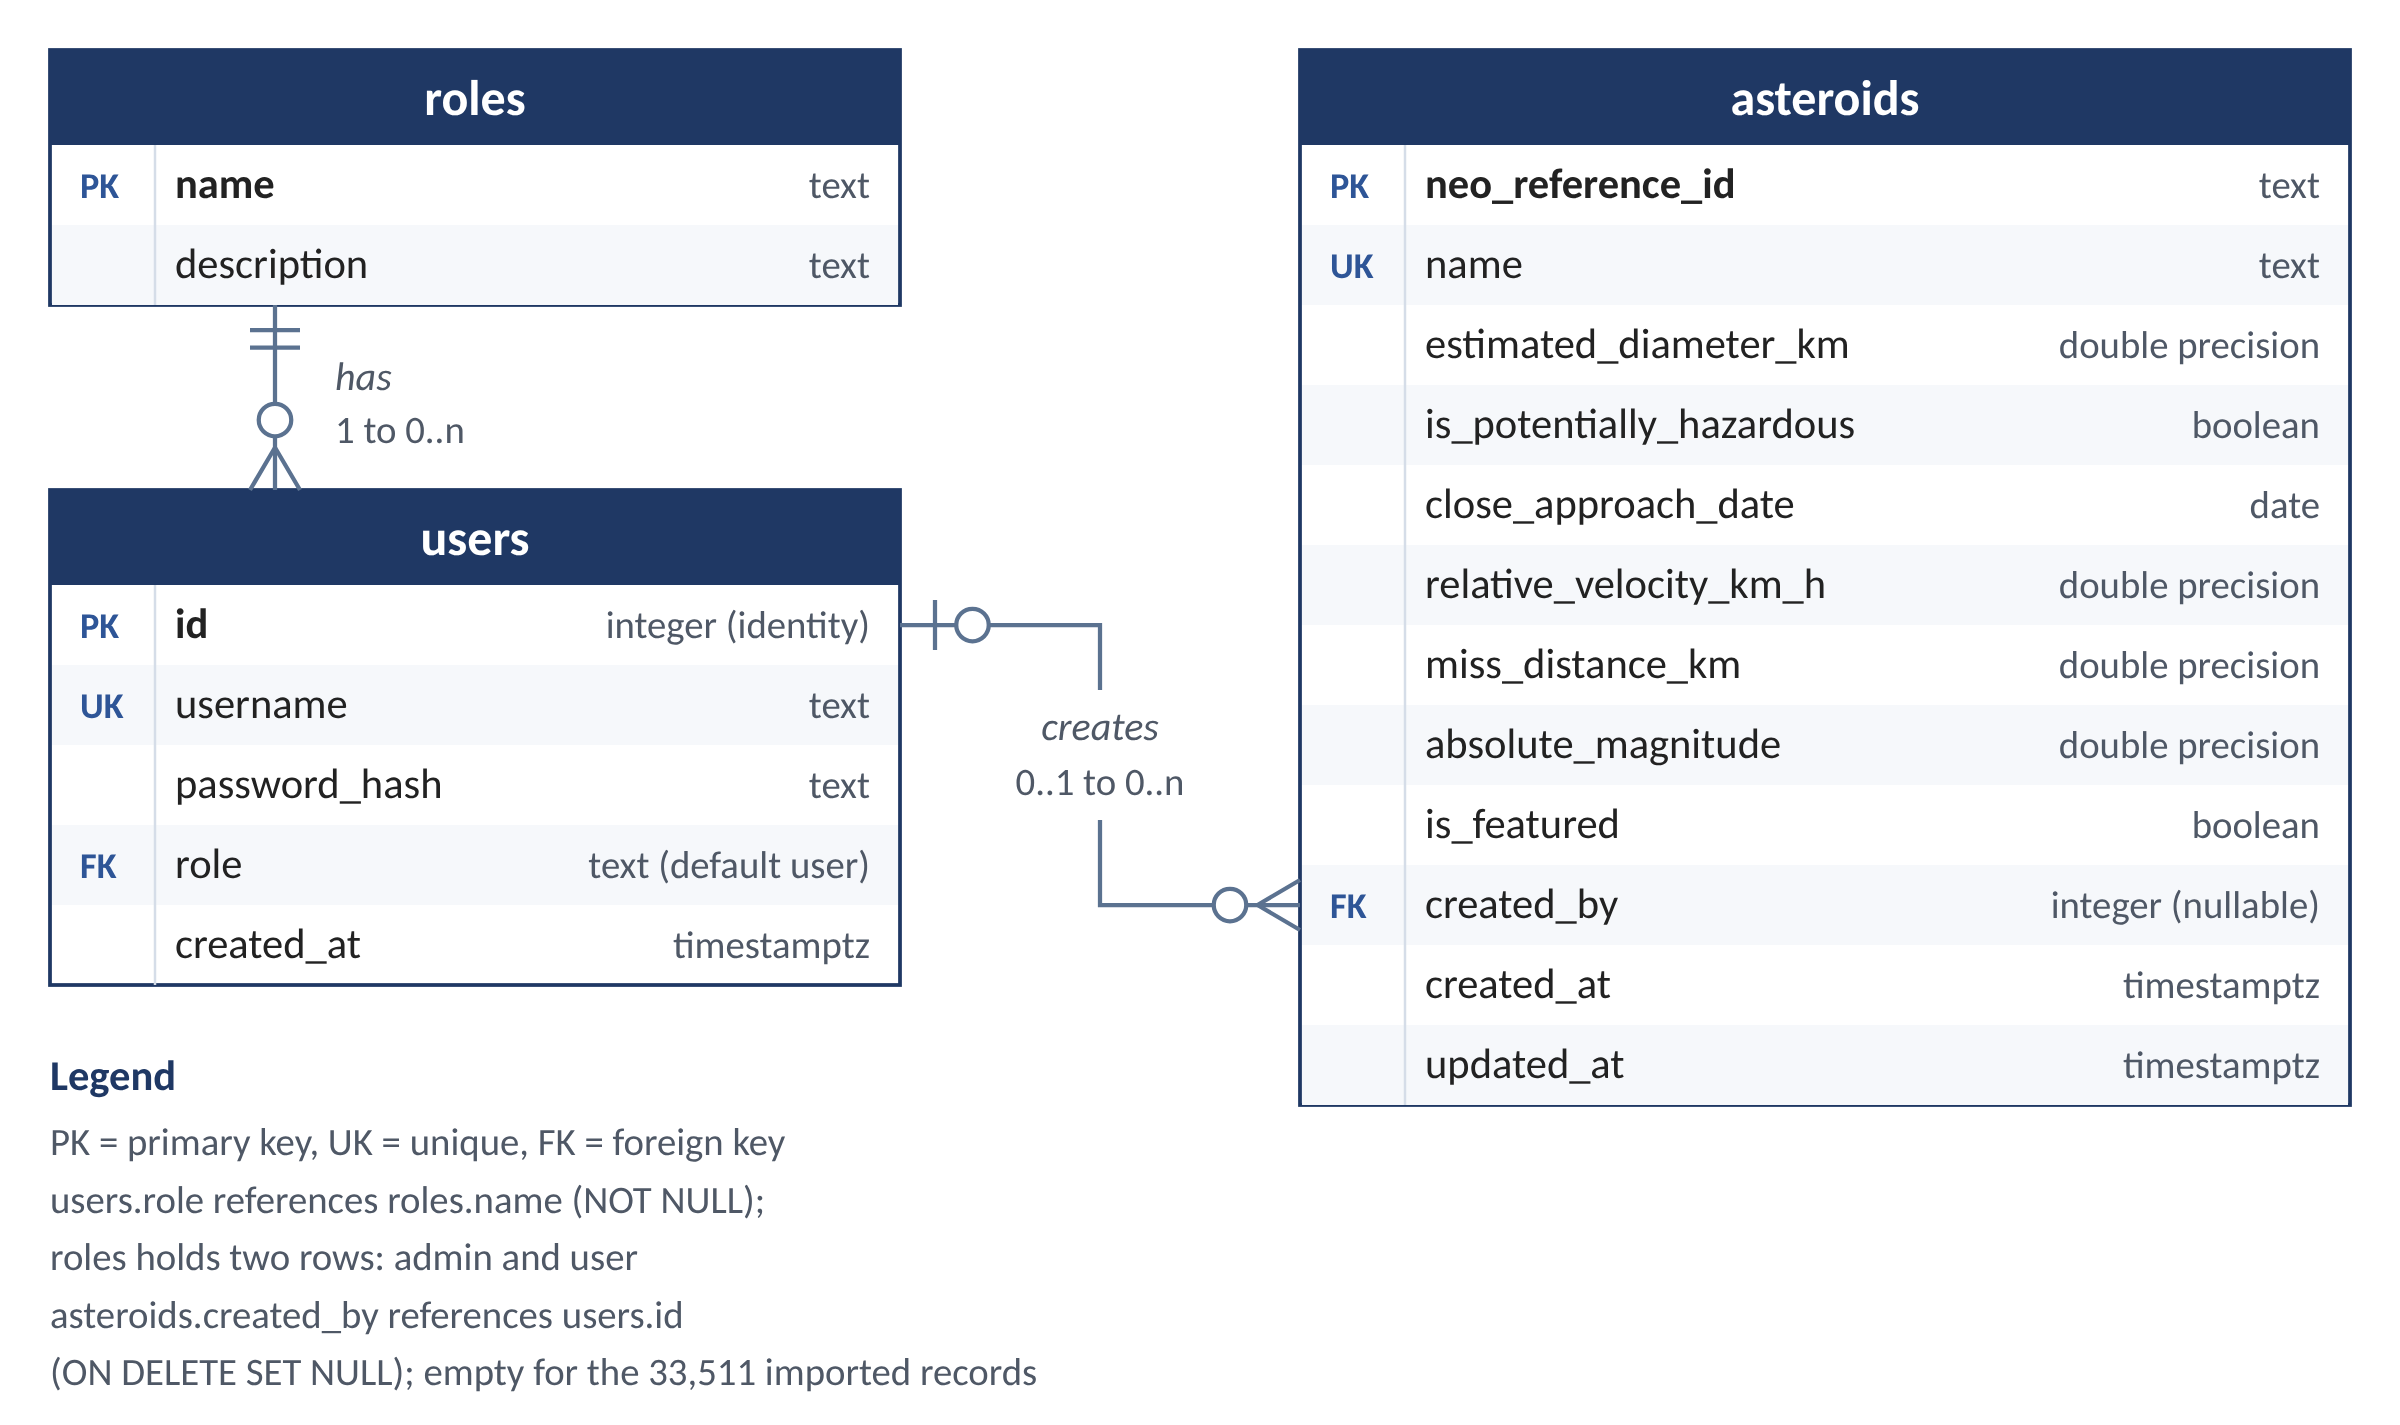 roles
PK name text
description text
has
1 to 0..n
users
PK id integer (identity)
UK username text
password_hash text
FK role text (default user)
created_at timestamptz
creates
0..1 to 0..n
asteroids
PK neo_reference_id text
UK name text
estimated_diameter_km double precision
is_potentially_hazardous boolean
close_approach_date date
relative_velocity_km_h double precision
miss_distance_km double precision
absolute_magnitude double precision
is_featured boolean
FK created_by integer (nullable)
created_at timestamptz
updated_at timestamptz
Legend
PK = primary key, UK = unique, FK = foreign key
users.role references roles.name (NOT NULL);
roles holds two rows: admin and user
asteroids.created_by references users.id
(ON DELETE SET NULL); empty for the 33,511 imported records